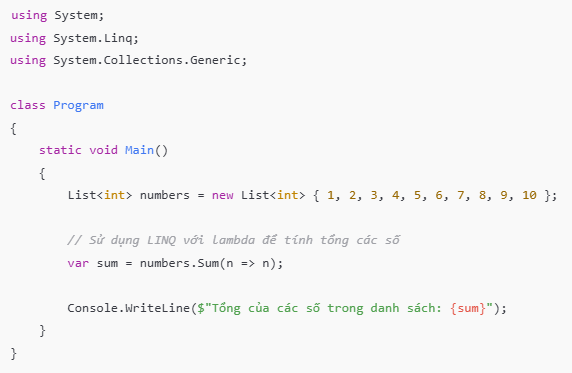 using System;
using System.Linq;
using System.Collections.Generic;

class Program
{
    static void Main()
    {
        List<int> numbers = new List<int> { 1, 2, 3, 4, 5, 6, 7, 8, 9, 10 };

        // Sử dụng LINQ với lambda để tính tổng các số
        var sum = numbers.Sum(n => n);

        Console.WriteLine($"Tổng của các số trong danh sách: {sum}");
    }
}